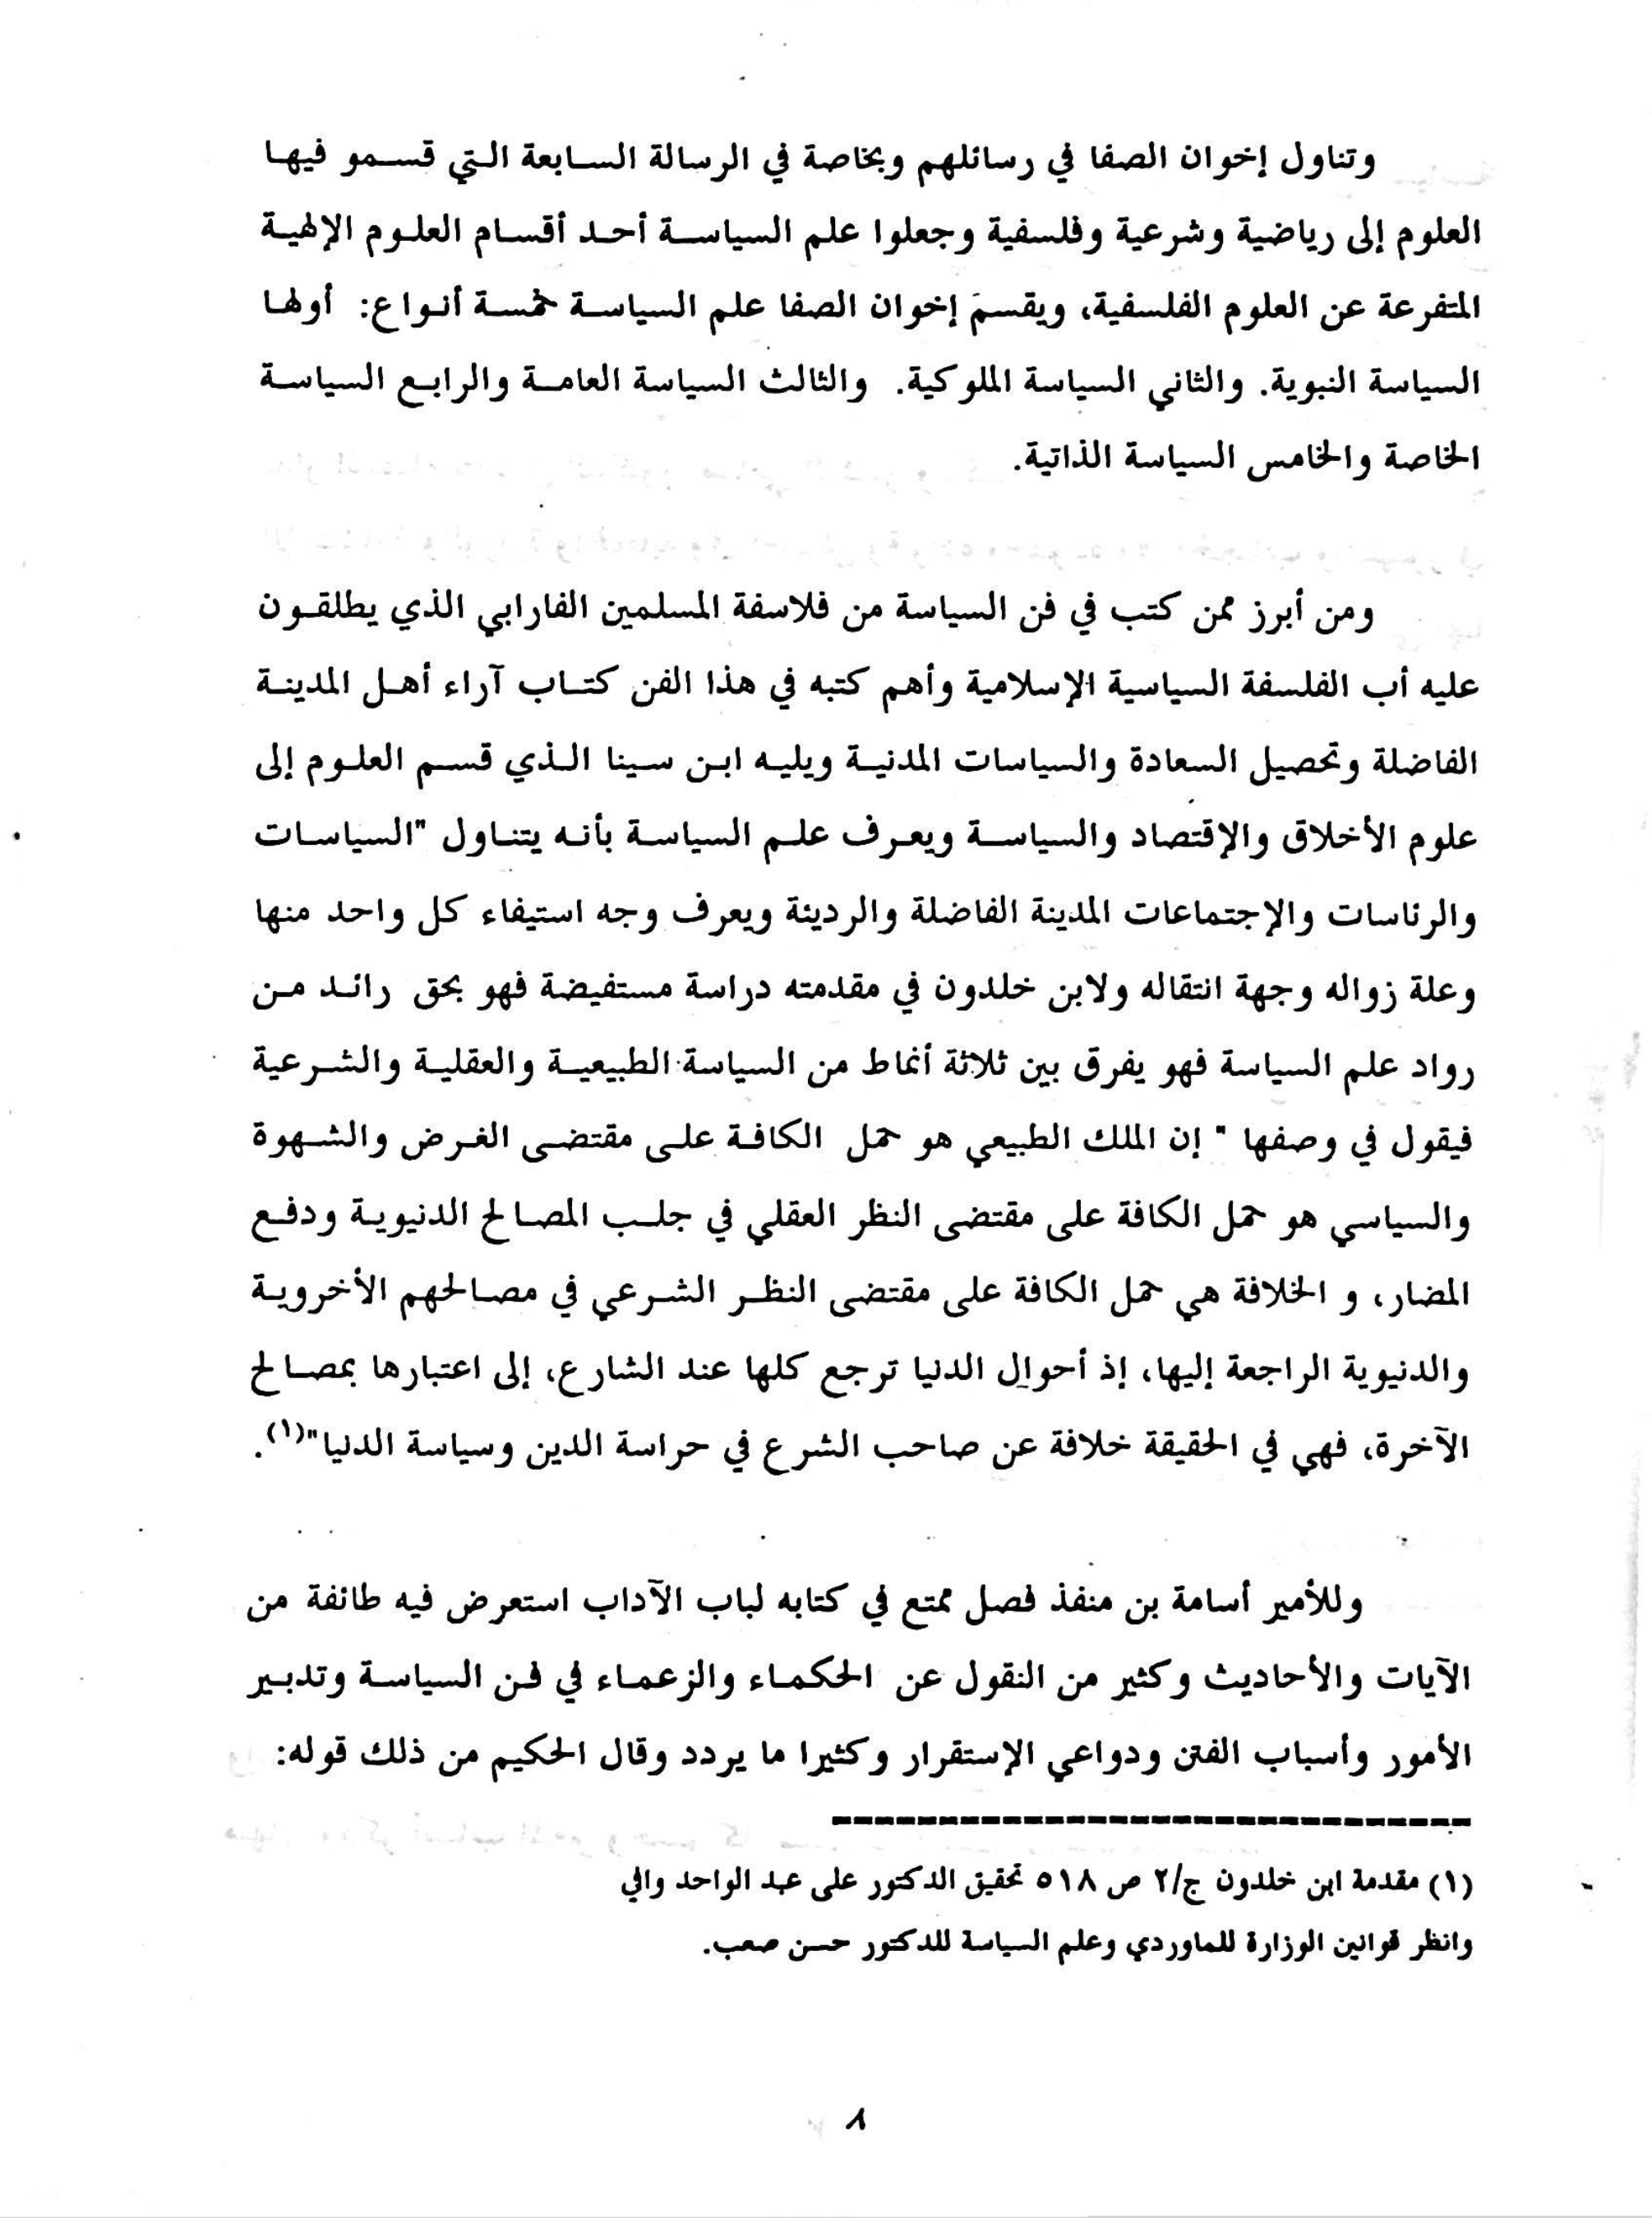 وتناول إخوان الصفا في رسائلهم وبخاصة في الرسالة السابعة التي قسمو فيها
العلوم إلى رياضية وشرعية وفلسفية وجعلوا علم السياسة أحد أقسام العلوم الإلهية
المتفرعة عن العلوم الفلسفية، ويقسم إخوان الصفا علم السياسة خمسة أنواع: أولها
السياسة النبوية. والثاني السياسة الملوكية. والثالث السياسة العامة والرابع السياسة
الخاصة والخامس السياسة الذاتية.
ومن أبرز ممن كتب في فن السياسة من فلاسفة المسلمين الفارابي الذي يطلقون
عليه أب الفلسفة السياسية الإسلامية وأهم كتبه في هذا الفن كتاب آراء أهل المدينة
الفاضلة وتحصيل السعادة والسياسات المدنية ويليه ابن سينا الذي قسم العلوم إلى
علوم الأخلاق والإقتصاد والسياسة ويعرف علم السياسة بأنه يتناول "السياسات
والرئاسات والإجتماعات المدينة الفاضلة والرديئة ويعرف وجه استيفاء كل واحد منها
وعلة زواله وجهة انتقاله ولابن خلدون في مقدمته دراسة مستفيضة فهو بحق رائد من
رواد علم السياسة فهو يفرق بين ثلاثة أنماط من السياسة الطبيعية والعقلية والشرعية
فيقول في وصفها " إن الملك الطبيعي هو حمل الكافة على مقتضى الغرض والشهوة
والسياسي هو حمل الكافة على مقتضى النظر العقلي في جلب المصالح الدنيوية ودفع
المضار، و الخلافة هي حمل الكافة على مقتضى النظر الشرعي في مصالحهم الأخروية
والدنيوية الراجعة إليها، إذ أحوال الدنيا ترجع كلها عند الشارع، إلى اعتبارها بمصالح
الآخرة، فهي في الحقيقة خلافة عن صاحب الشرع في حراسة الدين وسياسة الدنيا"(١).
وللأمير أسامة بن منفذ فصل ممتع في كتابه لباب الآداب استعرض فيه طائفة من
الآيات والأحاديث وكثير من النقول عن الحكماء والزعماء في فن السياسة وتدبير
الأمور وأسباب الفتن ودواعي الإستقرار وكثيرا ما يردد وقال الحكيم من ذلك قوله:
(١) مقدمة ابن خلدون ج/٢ ص ٥١٨ تحقيق الدكتور على عبد الواحد وافي
وانظر قوانين الوزارة للماوردي وعلم السياسة للدكتور حسن صعب.
٨